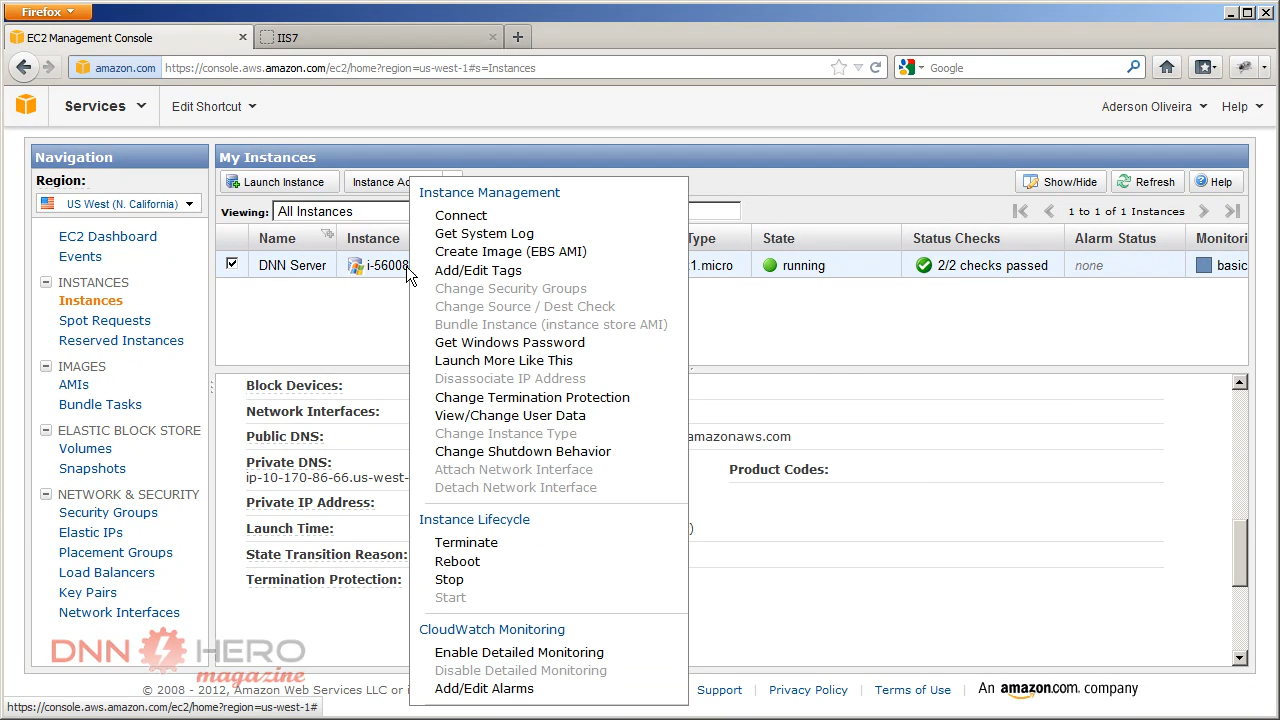 Firefox
EC2 Management Console
IIS7
amazon.com
https://console.aws.amazon.com/ec2/home?region=us-west-1#s=Instances
Google
Services
Edit Shortcut
Aderson Oliveira
Help
Navigation
Region:
US West (N. California)
EC2 Dashboard
Events
INSTANCES
Instances
Spot Requests
Reserved Instances
IMAGES
AMIs
Bundle Tasks
ELASTIC BLOCK STORE
Volumes
Snapshots
NETWORK & SECURITY
Security Groups
Elastic IPs
Placement Groups
Load Balancers
Key Pairs
Network Interfaces
My Instances
Launch Instance
Instance Ac
Show/Hide
Refresh
Help
Viewing:
All Instances
1 to 1 of 1 Instances
Name
Instance
Type
State
Status Checks
Alarm Status
Monitori
DNN Server
i-56008
1.micro
running
2/2 checks passed
none
basic
Instance Management
Connect
Get System Log
Create Image (EBS AMI)
Add/Edit Tags
Change Security Groups
Change Source / Dest Check
Bundle Instance (instance store AMI)
Get Windows Password
Launch More Like This
Disassociate IP Address
Change Termination Protection
View/Change User Data
Change Instance Type
Change Shutdown Behavior
Attach Network Interface
Detach Network Interface
Instance Lifecycle
Terminate
Reboot
Stop
Start
CloudWatch Monitoring
Enable Detailed Monitoring
Disable Detailed Monitoring
Add/Edit Alarms
Block Devices:
Network Interfaces:
Public DNS:
amazonaws.com
Private DNS:
ip-10-170-86-66.us-west-
Product Codes:
Private IP Address:
Launch Time:
)
State Transition Reason:
Termination Protection:
DNN HERO
magazine
© 2008 - 2012, Amazon Web Services LLC or i
Support
Privacy Policy
Terms of Use
An amazon.com company
https://console.aws.amazon.com/ec2/home?region=us-west-1#